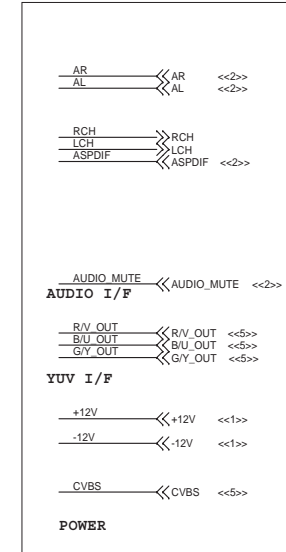 AR AR <<2>>
AL AL <<2>>
RCH RCH
LCH LCH
ASPDIF ASPDIF <<2>>
AUDIO_MUTE AUDIO_MUTE <<2>>
AUDIO I/F
R/V_OUT R/V_OUT <<5>>
B/U_OUT B/U_OUT <<5>>
G/Y_OUT G/Y_OUT <<5>>
YUV I/F
+12V +12V <<1>>
-12V -12V <<1>>
CVBS CVBS <<5>>
POWER